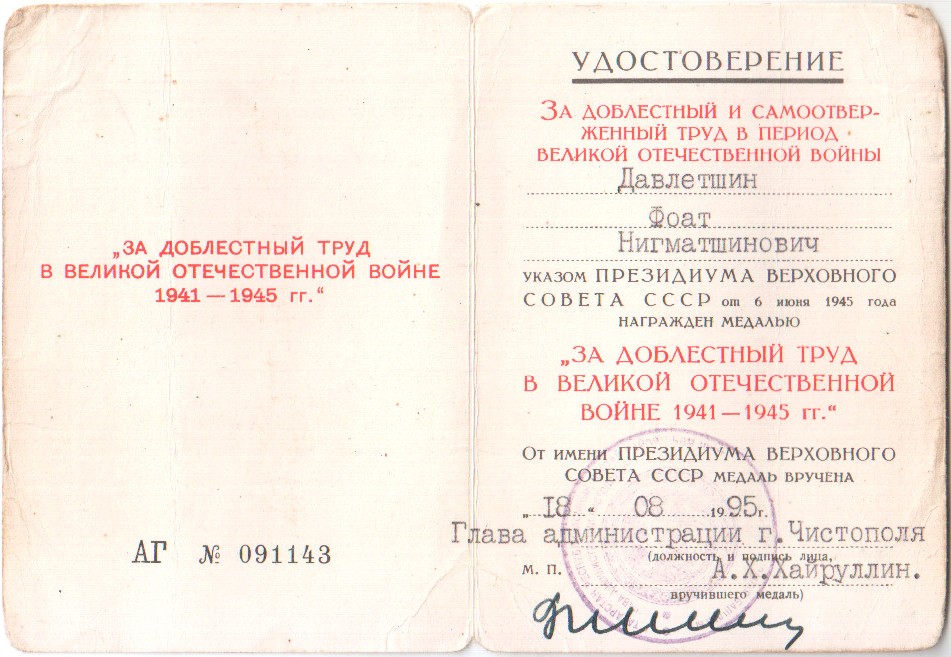 „ЗА ДОБЛЕСТНЫЙ ТРУД
В ВЕЛИКОЙ ОТЕЧЕСТВЕННОЙ ВОЙНЕ
1941—1945 гг.“
АГ № 091143
УДОСТОВЕРЕНИЕ
ЗА ДОБЛЕСТНЫЙ И САМООТВЕР-
ЖЕННЫЙ ТРУД В ПЕРИОД
ВЕЛИКОЙ ОТЕЧЕСТВЕННОЙ ВОЙНЫ
Давлетшин
Фоат
Нигматшинович
УКАЗОМ ПРЕЗИДИУМА ВЕРХОВНОГО
СОВЕТА СССР от 6 июня 1945 года
НАГРАЖДЕН МЕДАЛЬЮ
„ЗА ДОБЛЕСТНЫЙ ТРУД
В ВЕЛИКОЙ ОТЕЧЕСТВЕННОЙ
ВОЙНЕ 1941—1945 гг.“
ОТ ИМЕНИ ПРЕЗИДИУМА ВЕРХОВНОГО
СОВЕТА СССР МЕДАЛЬ ВРУЧЕНА
„18“ 08 1995г.
Глава администрации г.Чистополя
(должность и подпись лица,
М. П. А.Х.Хайруллин.
вручившего медаль)